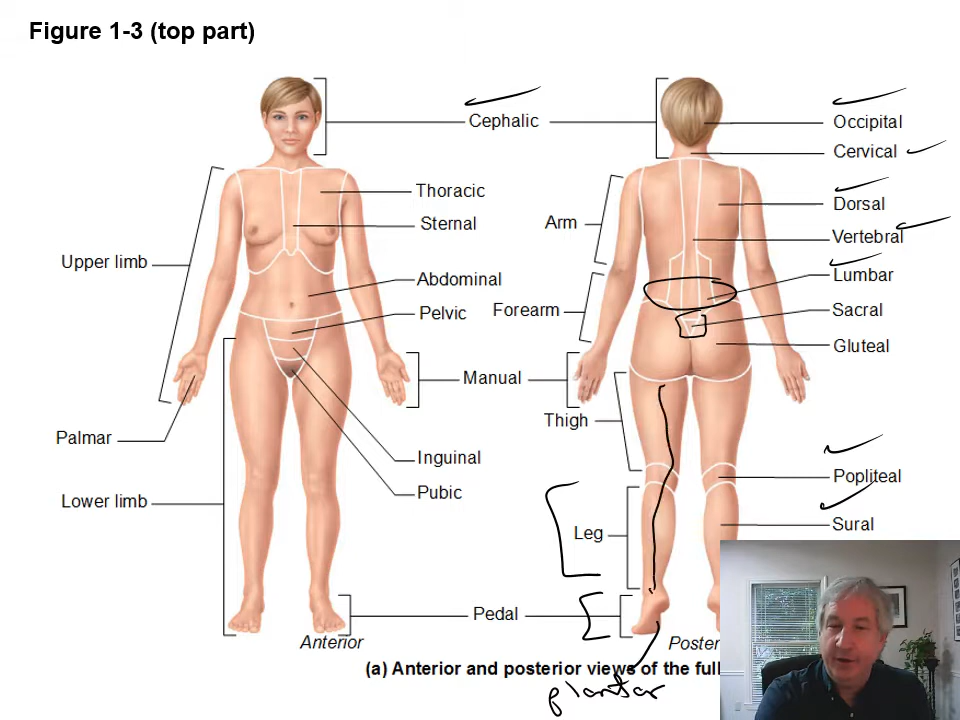 Figure 1-3 (top part)
Cephalic
Occipital
Cervical
Thoracic
Dorsal
Sternal
Arm
Vertebral
Upper limb
Abdominal
Lumbar
Pelvic
Forearm
Sacral
Gluteal
Manual
Thigh
Palmar
Inguinal
Popliteal
Pubic
Lower limb
Leg
Sural
Pedal
Anterior
Poster
(a) Anterior and posterior views of the full
plantar